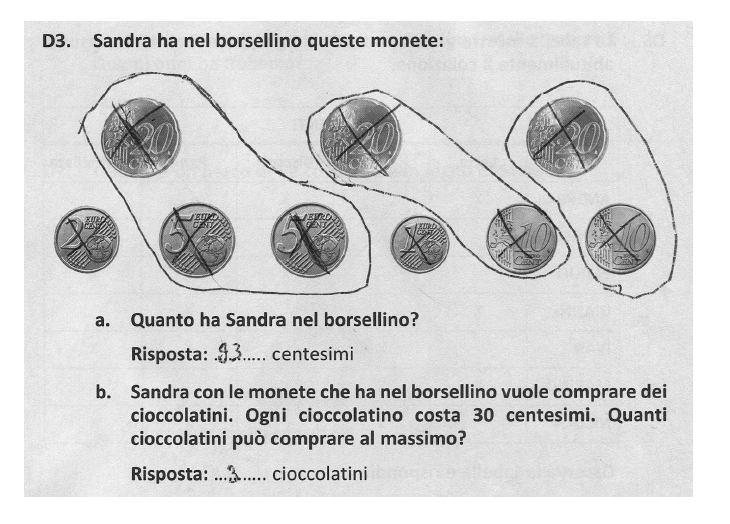 D3. Sandra ha nel borsellino queste monete:
20 20 20
EURO CENT EURO CENT EURO CENT
2 EURO CENT 5 EURO CENT 5 EURO CENT 1 EURO CENT 10 EURO CENT 10 EURO CENT
a. Quanto ha Sandra nel borsellino?
Risposta: .93..... centesimi
b. Sandra con le monete che ha nel borsellino vuole comprare dei
cioccolatini. Ogni cioccolatino costa 30 centesimi. Quanti
cioccolatini può comprare al massimo?
Risposta: ...3..... cioccolatini